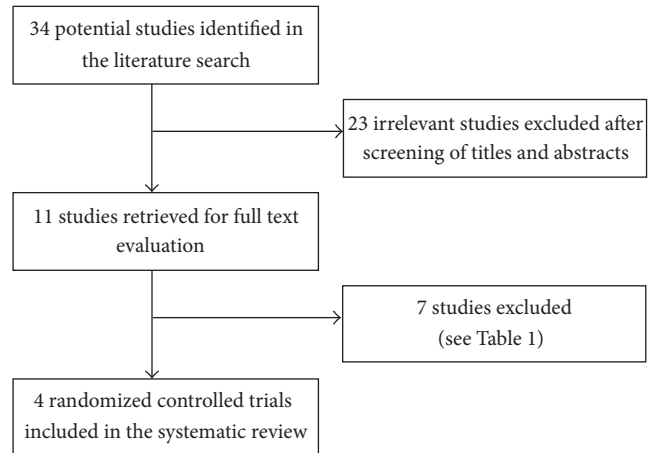 34 potential studies identified in
the literature search
23 irrelevant studies excluded after
screening of titles and abstracts
11 studies retrieved for full text
evaluation
7 studies excluded
(see Table 1)
4 randomized controlled trials
included in the systematic review